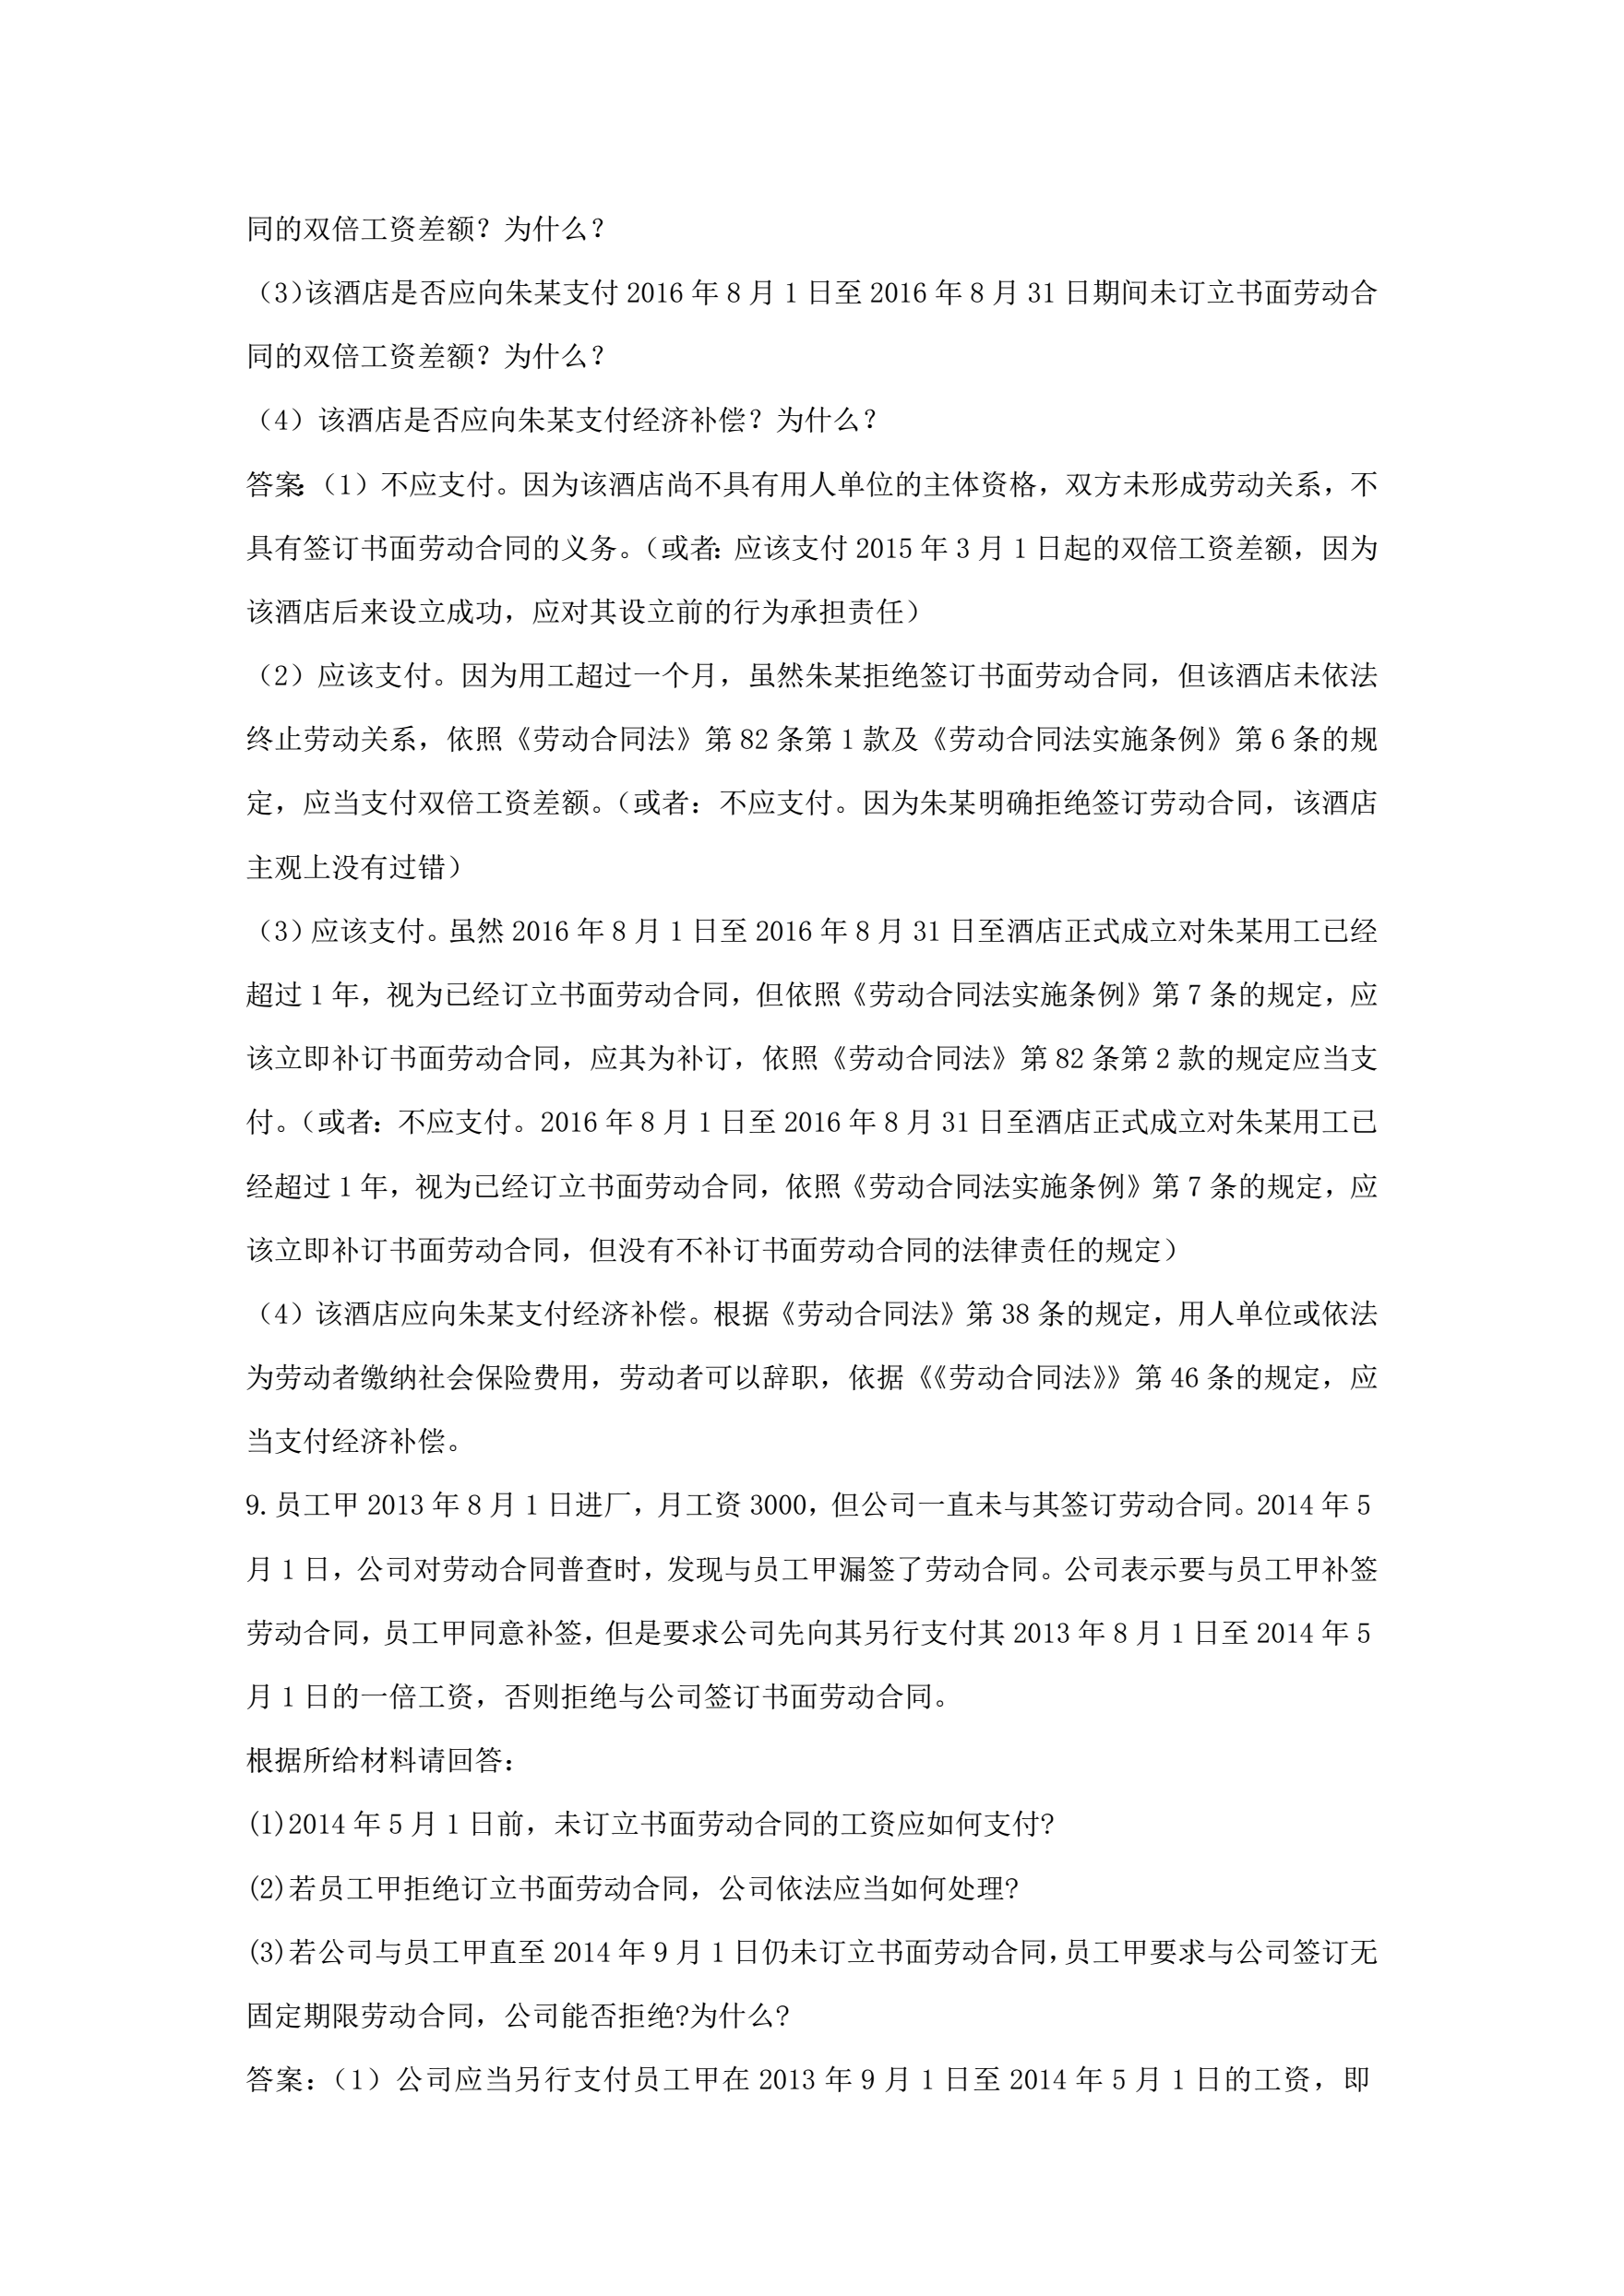 同的双倍工资差额？为什么？
（3）该酒店是否应向朱某支付 2016 年 8 月 1 日至 2016 年 8 月 31 日期间未订立书面劳动合
同的双倍工资差额？为什么？
（4）该酒店是否应向朱某支付经济补偿？为什么？
答案：（1）不应支付。因为该酒店尚不具有用人单位的主体资格，双方未形成劳动关系，不
具有签订书面劳动合同的义务。（或者：应该支付 2015 年 3 月 1 日起的双倍工资差额，因为
该酒店后来设立成功，应对其设立前的行为承担责任）
（2）应该支付。因为用工超过一个月，虽然朱某拒绝签订书面劳动合同，但该酒店未依法
终止劳动关系，依照《劳动合同法》第 82 条第 1 款及《劳动合同法实施条例》第 6 条的规
定，应当支付双倍工资差额。（或者：不应支付。因为朱某明确拒绝签订劳动合同，该酒店
主观上没有过错）
（3）应该支付。虽然 2016 年 8 月 1 日至 2016 年 8 月 31 日至酒店正式成立对朱某用工已经
超过 1 年，视为已经订立书面劳动合同，但依照《劳动合同法实施条例》第 7 条的规定，应
该立即补订书面劳动合同，应其为补订，依照《劳动合同法》第 82 条第 2 款的规定应当支
付。（或者：不应支付。2016 年 8 月 1 日至 2016 年 8 月 31 日至酒店正式成立对朱某用工已
经超过 1 年，视为已经订立书面劳动合同，依照《劳动合同法实施条例》第 7 条的规定，应
该立即补订书面劳动合同，但没有不补订书面劳动合同的法律责任的规定）
（4）该酒店应向朱某支付经济补偿。根据《劳动合同法》第 38 条的规定，用人单位或依法
为劳动者缴纳社会保险费用，劳动者可以辞职，依据《《劳动合同法》》第 46 条的规定，应
当支付经济补偿。
9.员工甲 2013 年 8 月 1 日进厂，月工资 3000，但公司一直未与其签订劳动合同。2014 年 5
月 1 日，公司对劳动合同普查时，发现与员工甲漏签了劳动合同。公司表示要与员工甲补签
劳动合同，员工甲同意补签，但是要求公司先向其另行支付其 2013 年 8 月 1 日至 2014 年 5
月 1 日的一倍工资，否则拒绝与公司签订书面劳动合同。
根据所给材料请回答：
(1)2014 年 5 月 1 日前，未订立书面劳动合同的工资应如何支付?
(2)若员工甲拒绝订立书面劳动合同，公司依法应当如何处理?
(3)若公司与员工甲直至 2014 年 9 月 1 日仍未订立书面劳动合同，员工甲要求与公司签订无
固定期限劳动合同，公司能否拒绝?为什么?
答案：（1）公司应当另行支付员工甲在 2013 年 9 月 1 日至 2014 年 5 月 1 日的工资，即